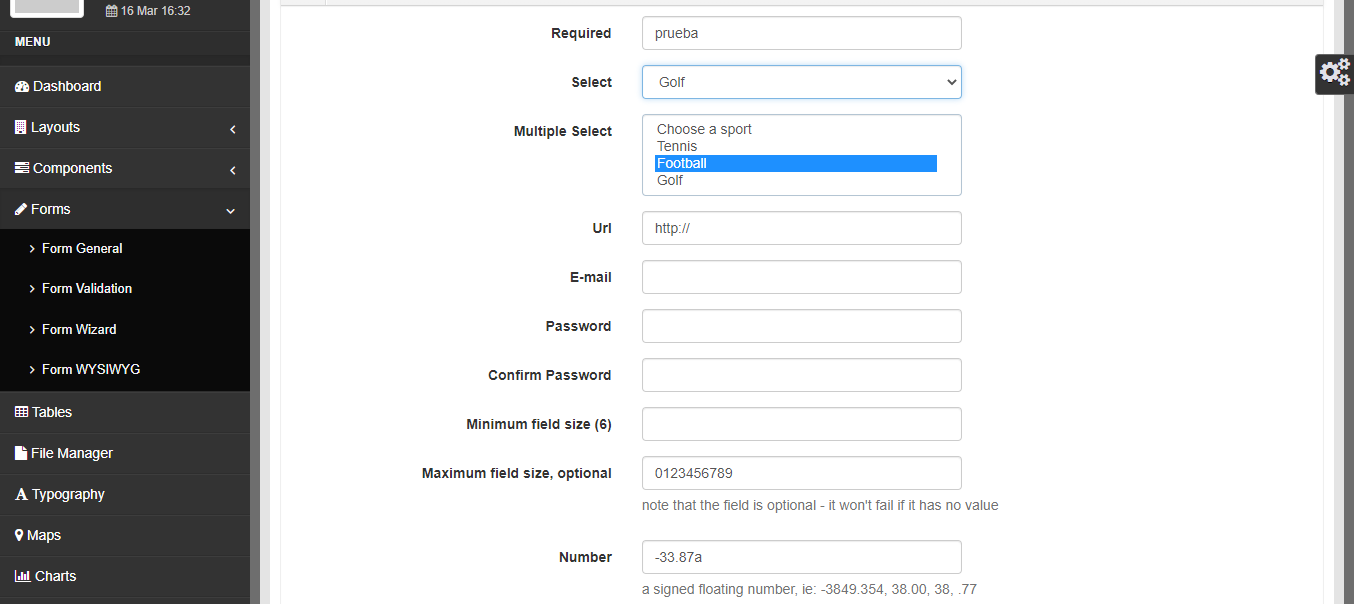 16 Mar 16:32
MENU
Dashboard
Layouts
Components
Forms
Form General
Form Validation
Form Wizard
Form WYSIWYG
Tables
File Manager
Typography
Maps
Charts
Required prueba
Select Golf
Multiple Select Choose a sport
Tennis
Football
Golf
Url http://
E-mail
Password
Confirm Password
Minimum field size (6)
Maximum field size, optional 0123456789
note that the field is optional - it won't fail if it has no value
Number -33.87a
a signed floating number, ie: -3849.354, 38.00, 38, .77